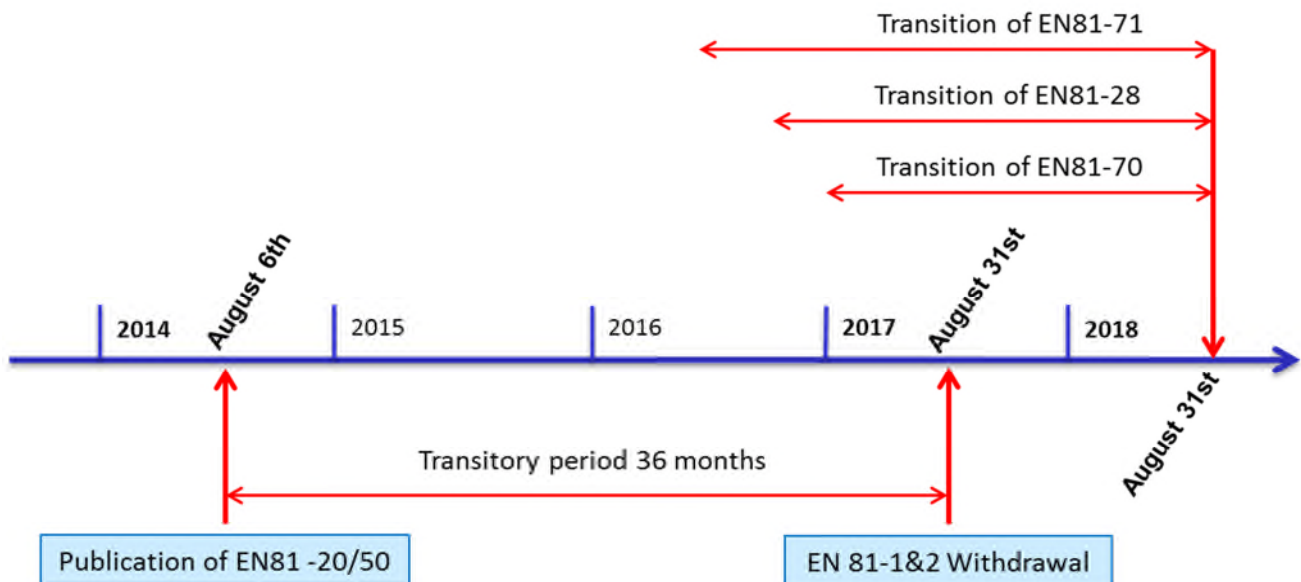 Transition of EN81-71
Transition of EN81-28
Transition of EN81-70
August 6th
August 31st
2014
2015
2016
2017
2018
August 31st
Transitory period 36 months
Publication of EN81 -20/50
EN 81-1&2 Withdrawal